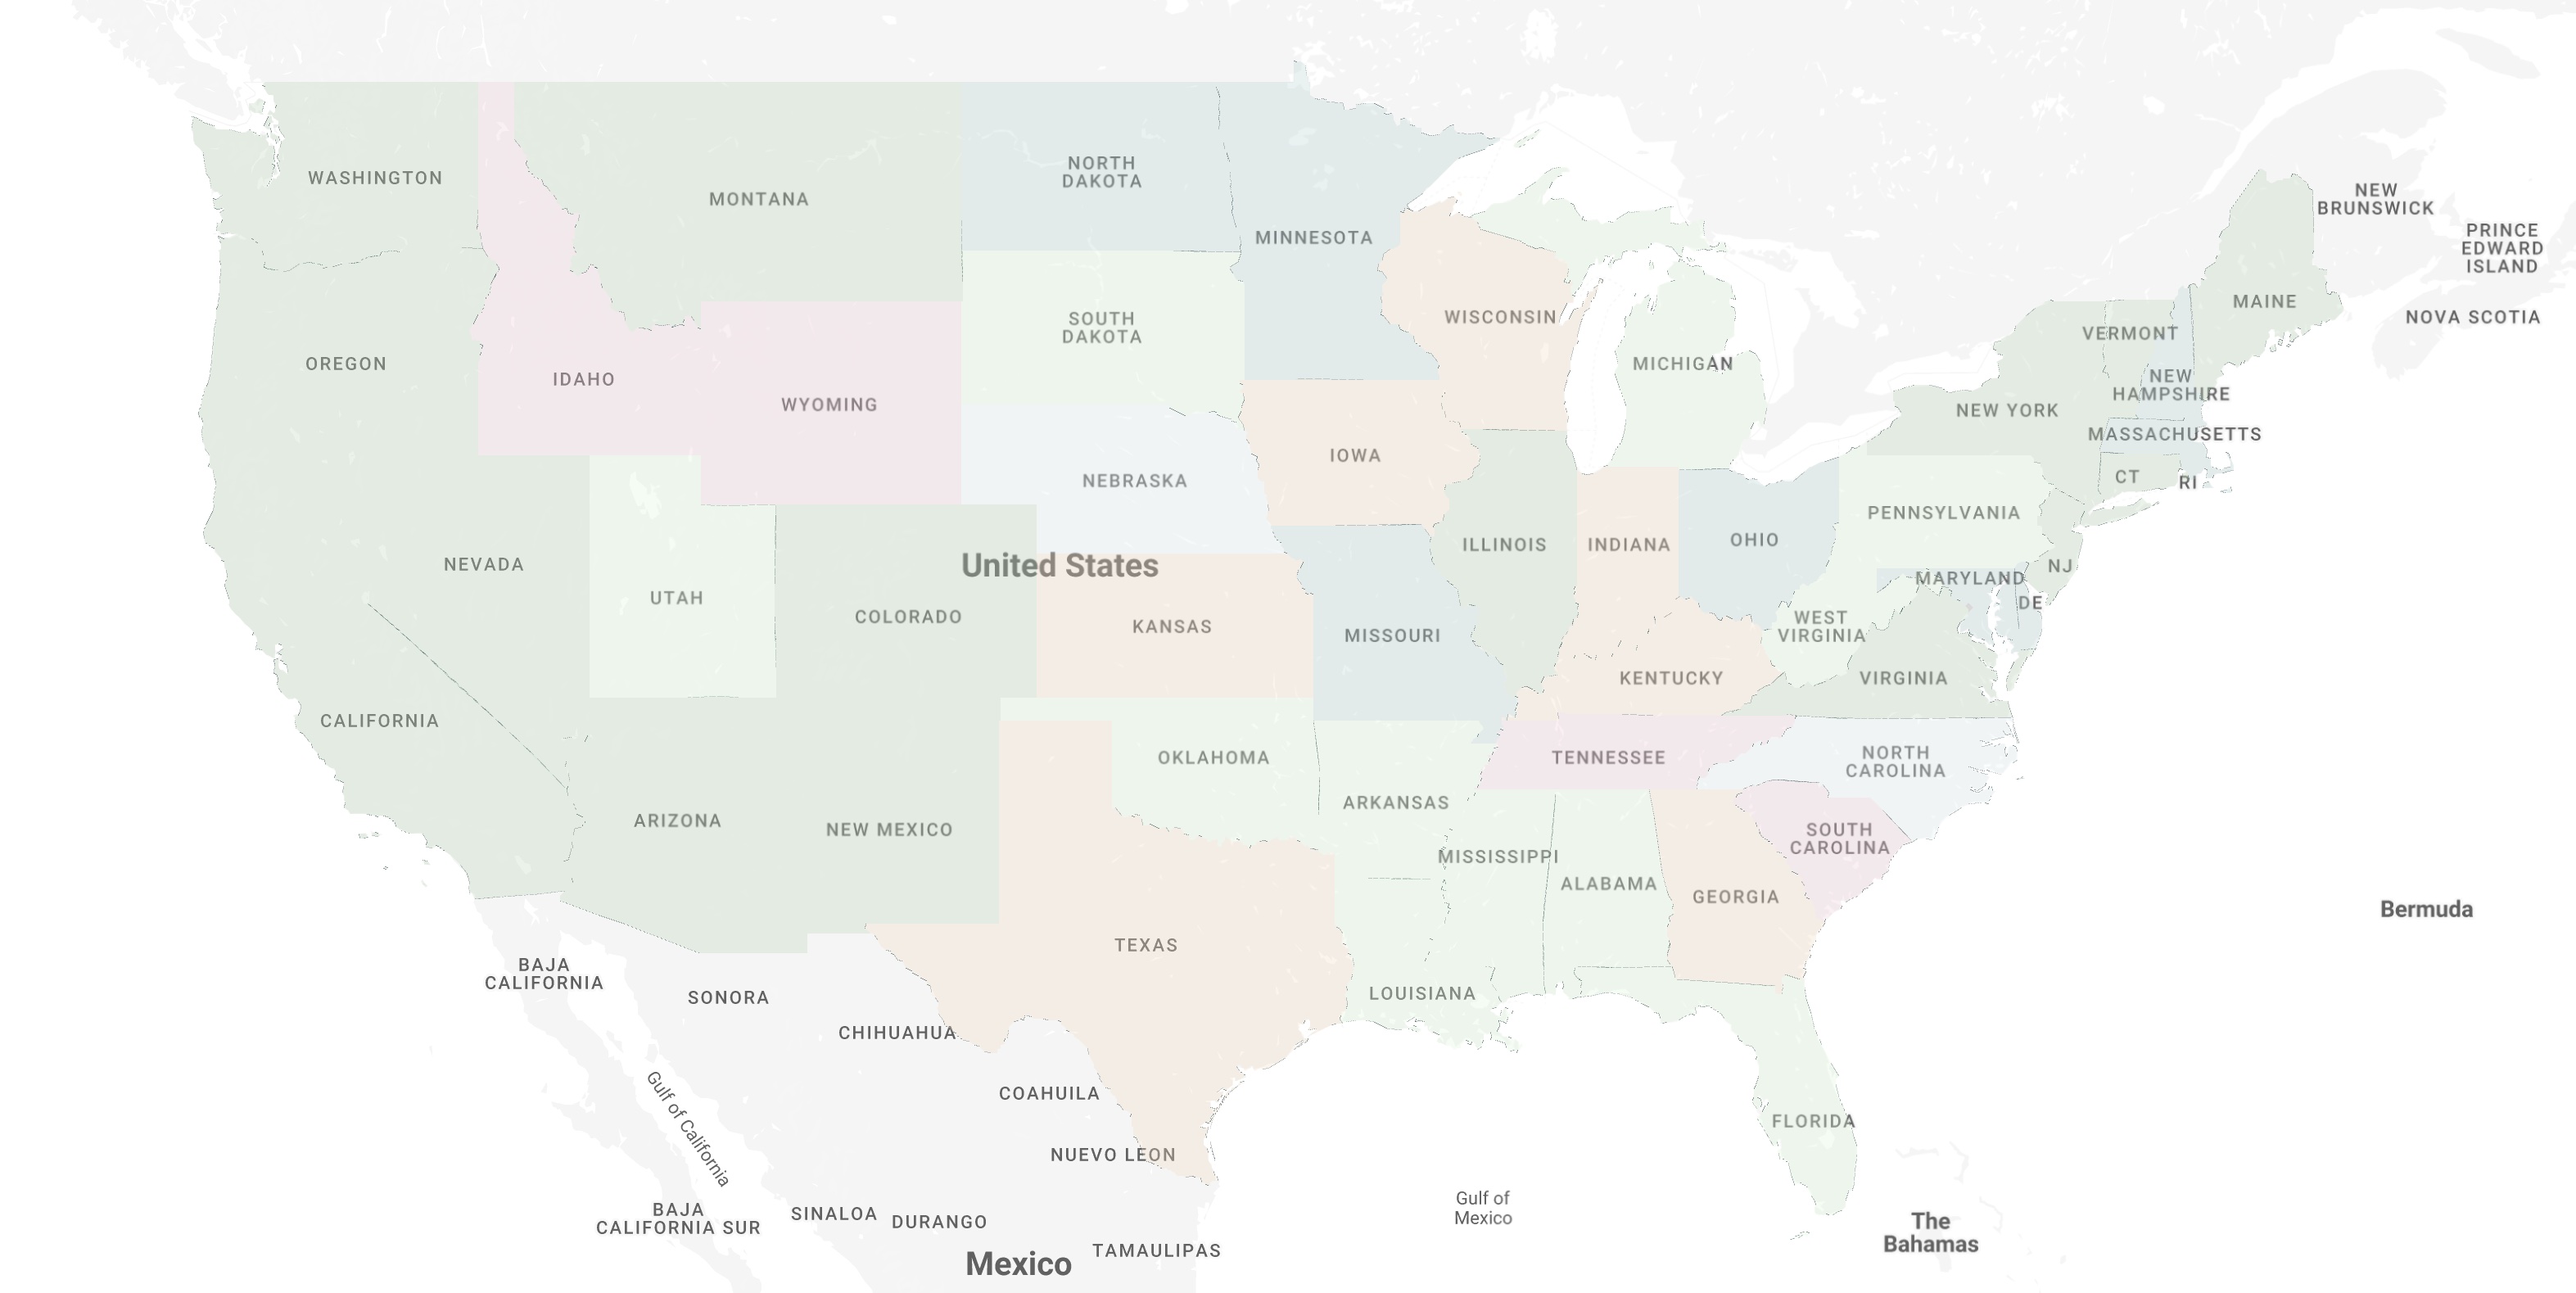 WASHINGTON
MONTANA
NORTH
DAKOTA
MINNESOTA
NEW
BRUNSWICK
PRINCE
EDWARD
ISLAND
NOVA SCOTIA
MAINE
VERMONT
NEW
HAMPSHIRE
OREGON
IDAHO
WYOMING
SOUTH
DAKOTA
WISCONSIN
MICHIGAN
NEW YORK
MASSACHUSETTS
CT
RI
NEBRASKA
IOWA
PENNSYLVANIA
NEVADA
UTAH
COLORADO
United States
KANSAS
MISSOURI
ILLINOIS
INDIANA
OHIO
NJ
MARYLAND
DE
WEST
VIRGINIA
VIRGINIA
KENTUCKY
CALIFORNIA
ARIZONA
NEW MEXICO
OKLAHOMA
ARKANSAS
TENNESSEE
NORTH
CAROLINA
SOUTH
CAROLINA
MISSISSIPPI
ALABAMA
GEORGIA
TEXAS
LOUISIANA
FLORIDA
Bermuda
BAJA
CALIFORNIA
SONORA
CHIHUAHUA
COAHUILA
NUEVO LEON
Gulf of California
BAJA
CALIFORNIA SUR
SINALOA
DURANGO
TAMAULIPAS
Mexico
Gulf of
Mexico
The
Bahamas